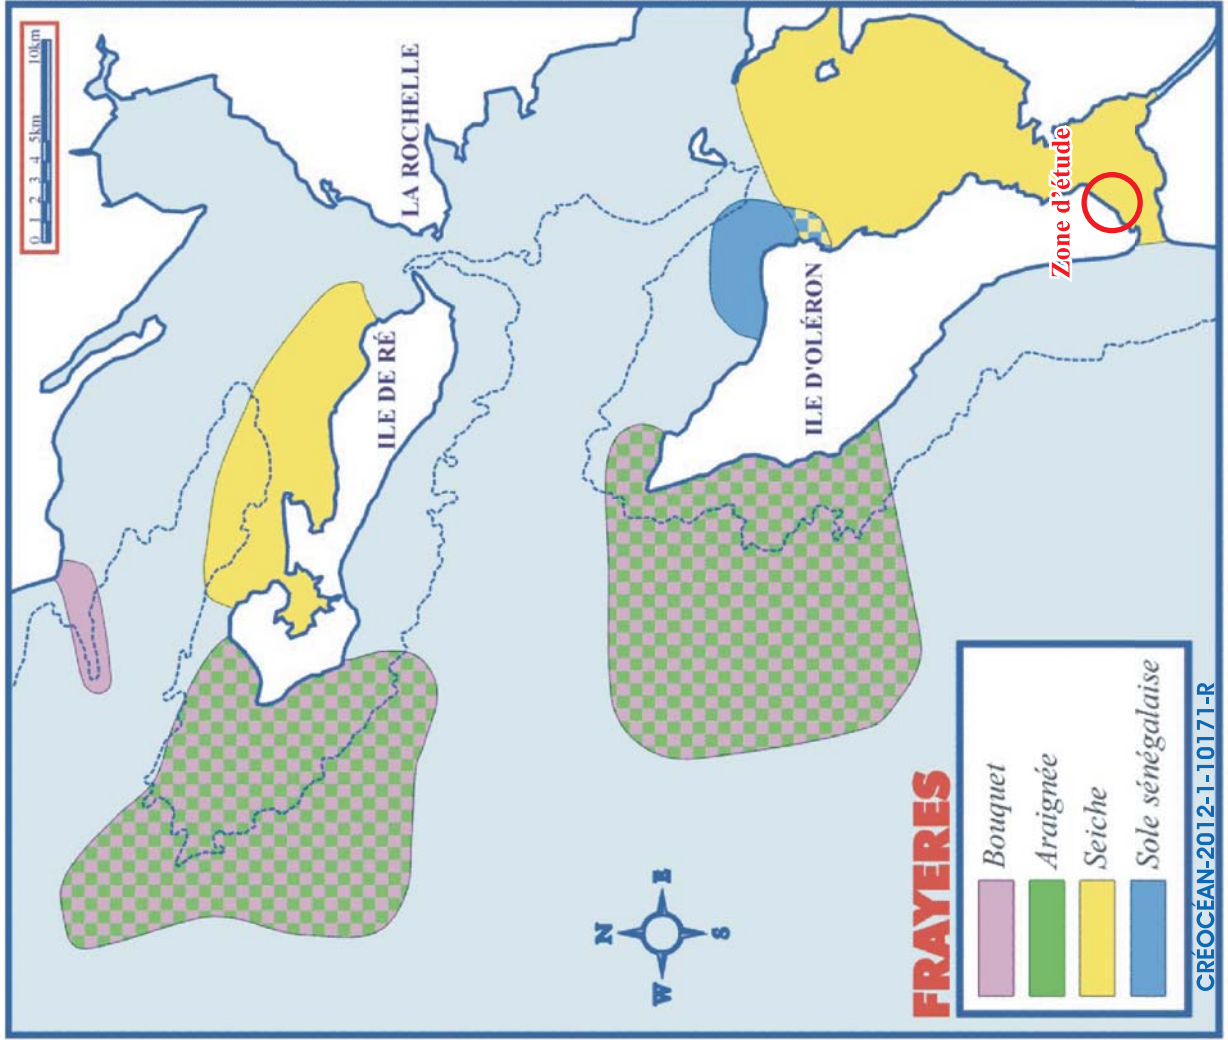 0 1 2 3 4 5km 10km
LA ROCHELLE
ILE DE RÉ
ILE D'OLÉRON
Zone d'étude
N
W E
S
FRAYERES
Bouquet
Araignée
Seiche
Sole sénégalaise
CRÉOCÉAN-2012-1-10171-R